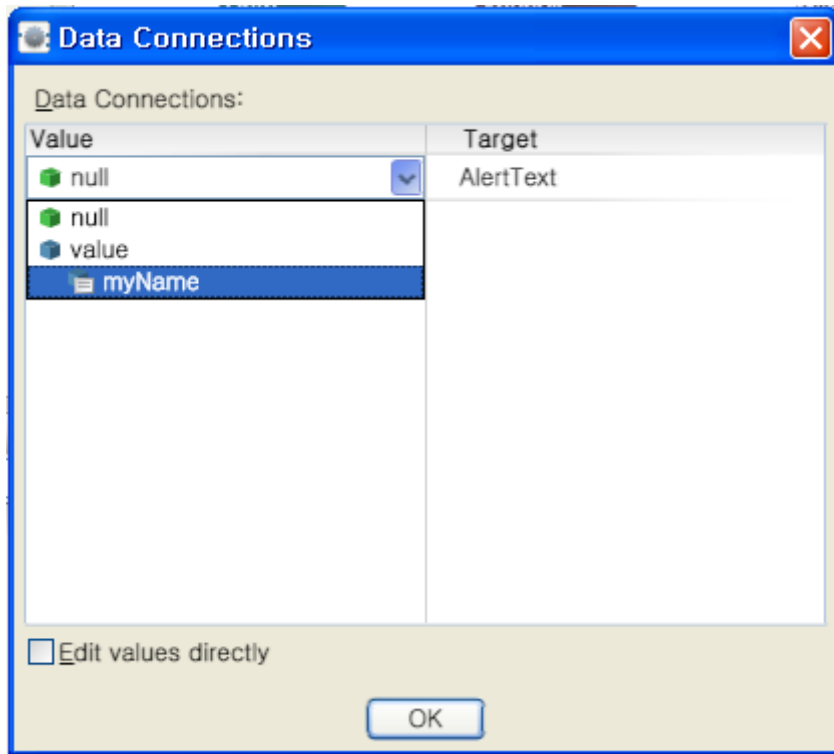 Data Connections
Data Connections:
Value Target
null AlertText
null
value
myName
Edit values directly
OK